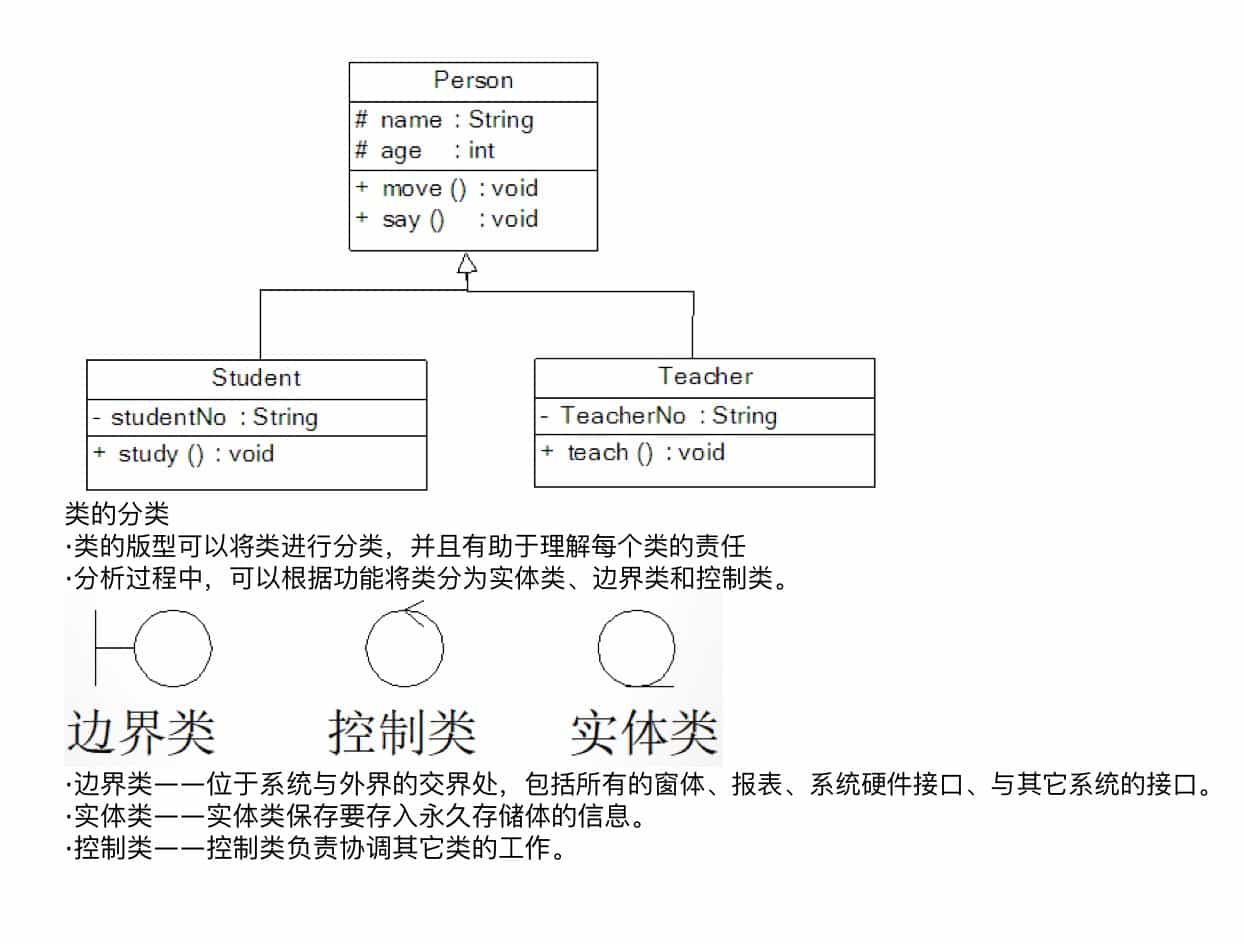 Person
# name : String
# age : int
+ move () : void
+ say () : void
Student
- studentNo : String
+ study () : void
Teacher
- TeacherNo : String
+ teach () : void
类的分类
·类的版型可以将类进行分类，并且有助于理解每个类的责任
·分析过程中，可以根据功能将类分为实体类、边界类和控制类。
边界类 控制类 实体类
·边界类——位于系统与外界的交界处，包括所有的窗体、报表、系统硬件接口、与其它系统的接口。
·实体类——实体类保存要存入永久存储体的信息。
·控制类——控制类负责协调其它类的工作。